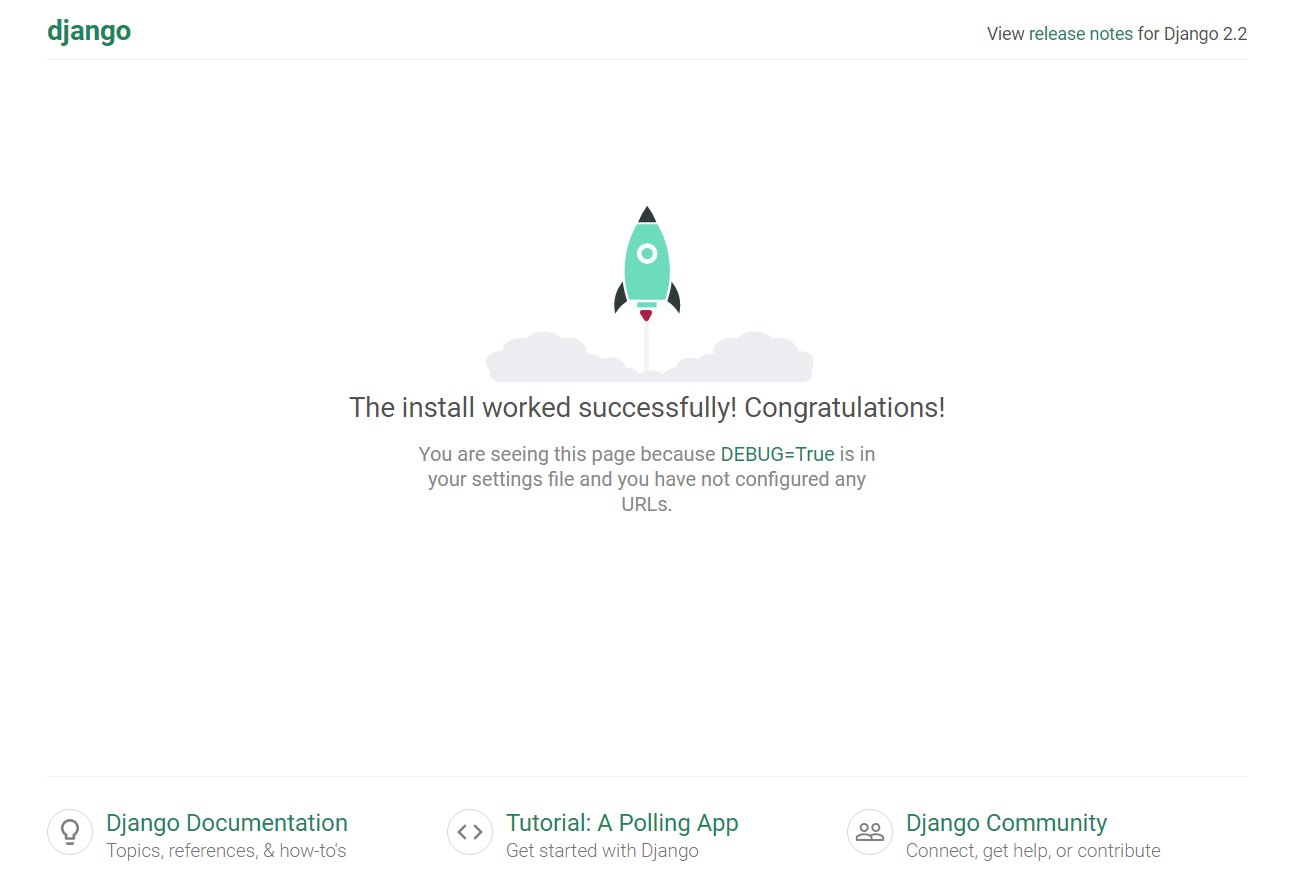 django
View release notes for Django 2.2
The install worked successfully! Congratulations!
You are seeing this page because DEBUG=True is in
your settings file and you have not configured any
URLs.
Django Documentation
Topics, references, & how-to's
Tutorial: A Polling App
Get started with Django
Django Community
Connect, get help, or contribute